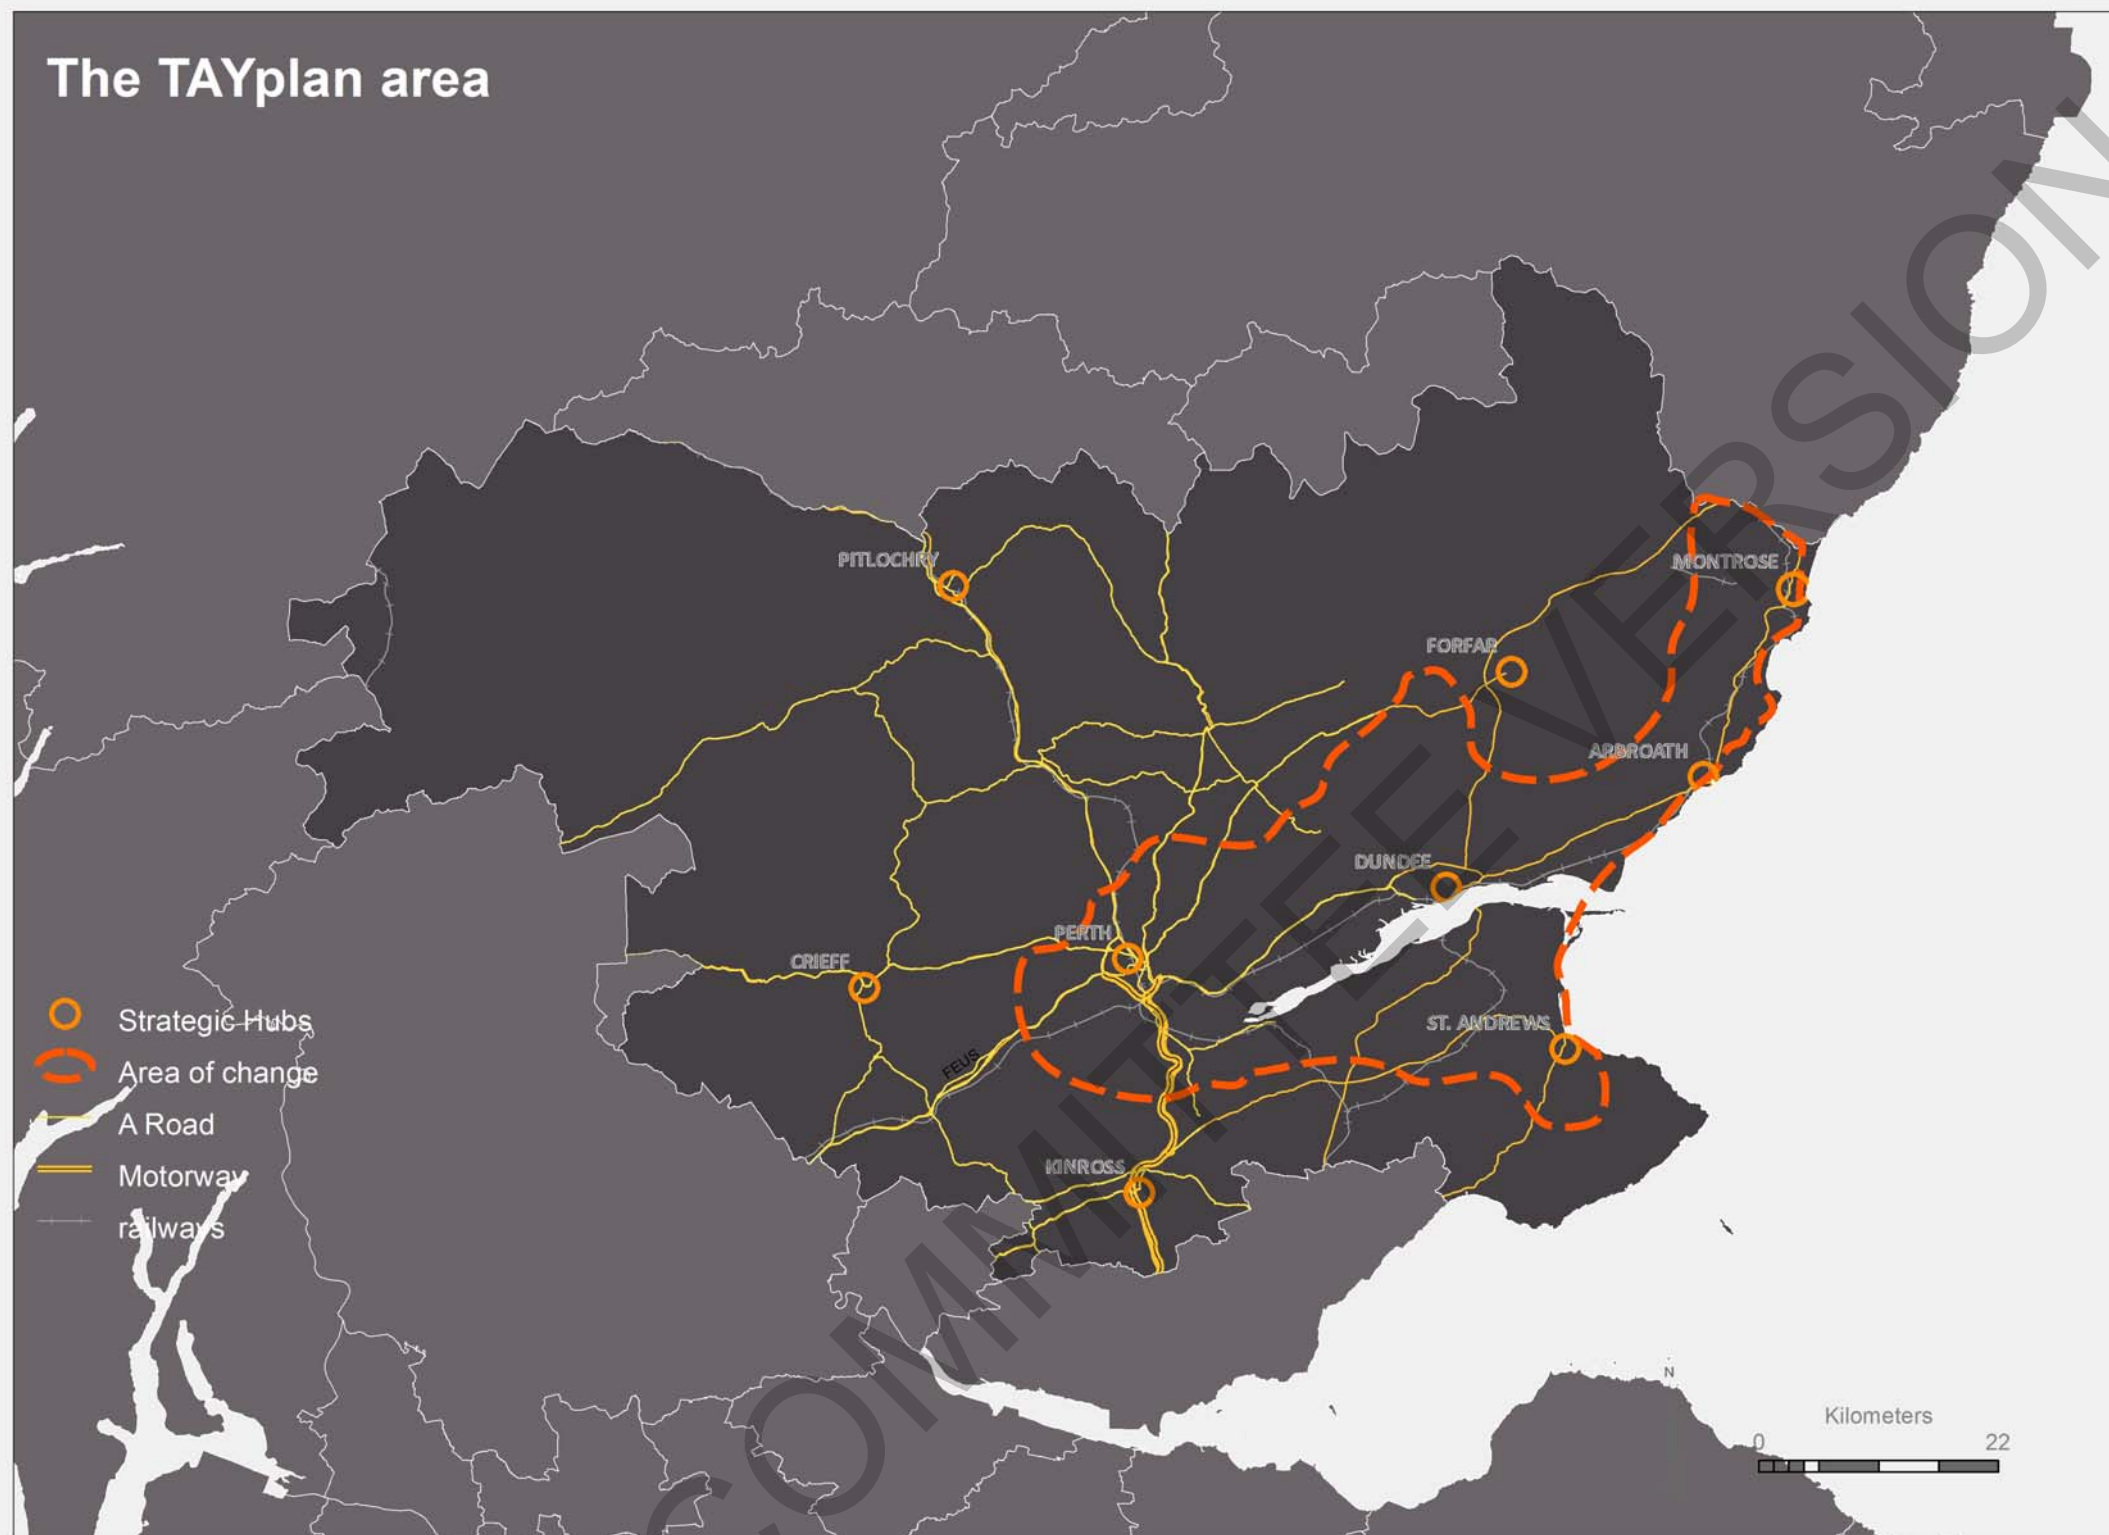 The TAYplan area
PITLOCHRY
MONTROSE
FORFAR
ARBROATH
DUNDEE
PERTH
CRIEFF
ST. ANDREWS
FEUS
KINROSS
Strategic Hubs
Area of change
A Road
Motorway
railways
N
Kilometers
0 22
COMMITTEE VERSION